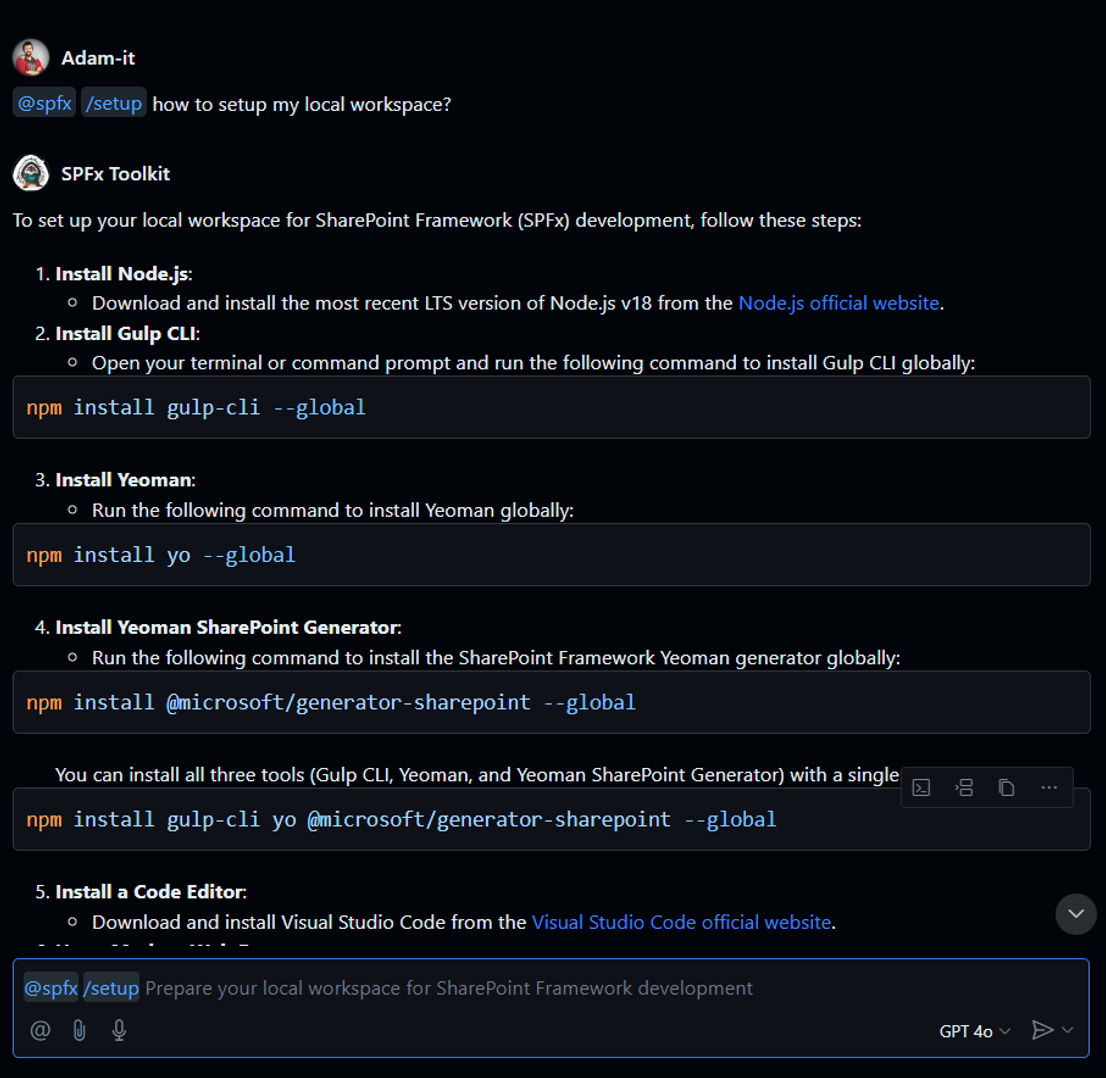 Adam-it
@spfx /setup how to setup my local workspace?
SPFx Toolkit
To set up your local workspace for SharePoint Framework (SPFx) development, follow these steps:
1. Install Node.js:
Download and install the most recent LTS version of Node.js v18 from the Node.js official website.
2. Install Gulp CLI:
Open your terminal or command prompt and run the following command to install Gulp CLI globally:
npm install gulp-cli --global
3. Install Yeoman:
Run the following command to install Yeoman globally:
npm install yo --global
4. Install Yeoman SharePoint Generator:
Run the following command to install the SharePoint Framework Yeoman generator globally:
npm install @microsoft/generator-sharepoint --global
You can install all three tools (Gulp CLI, Yeoman, and Yeoman SharePoint Generator) with a single
npm install gulp-cli yo @microsoft/generator-sharepoint --global
5. Install a Code Editor:
Download and install Visual Studio Code from the Visual Studio Code official website.
@spfx /setup Prepare your local workspace for SharePoint Framework development
GPT 4o